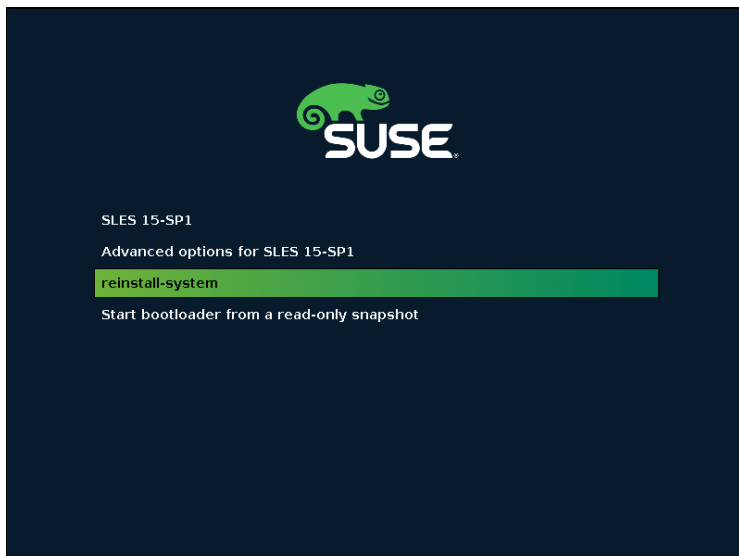 SUSE
SLES 15-SP1
Advanced options for SLES 15-SP1
reinstall-system
Start bootloader from a read-only snapshot